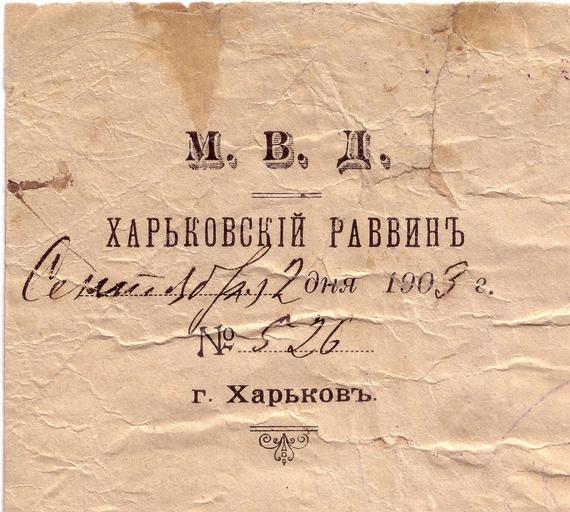 М. В. Д.
ХАРЬКОВСКІЙ РАВВИНЪ
Сентября 2 дня 1903 г.
№ 526
г. Харьковъ.